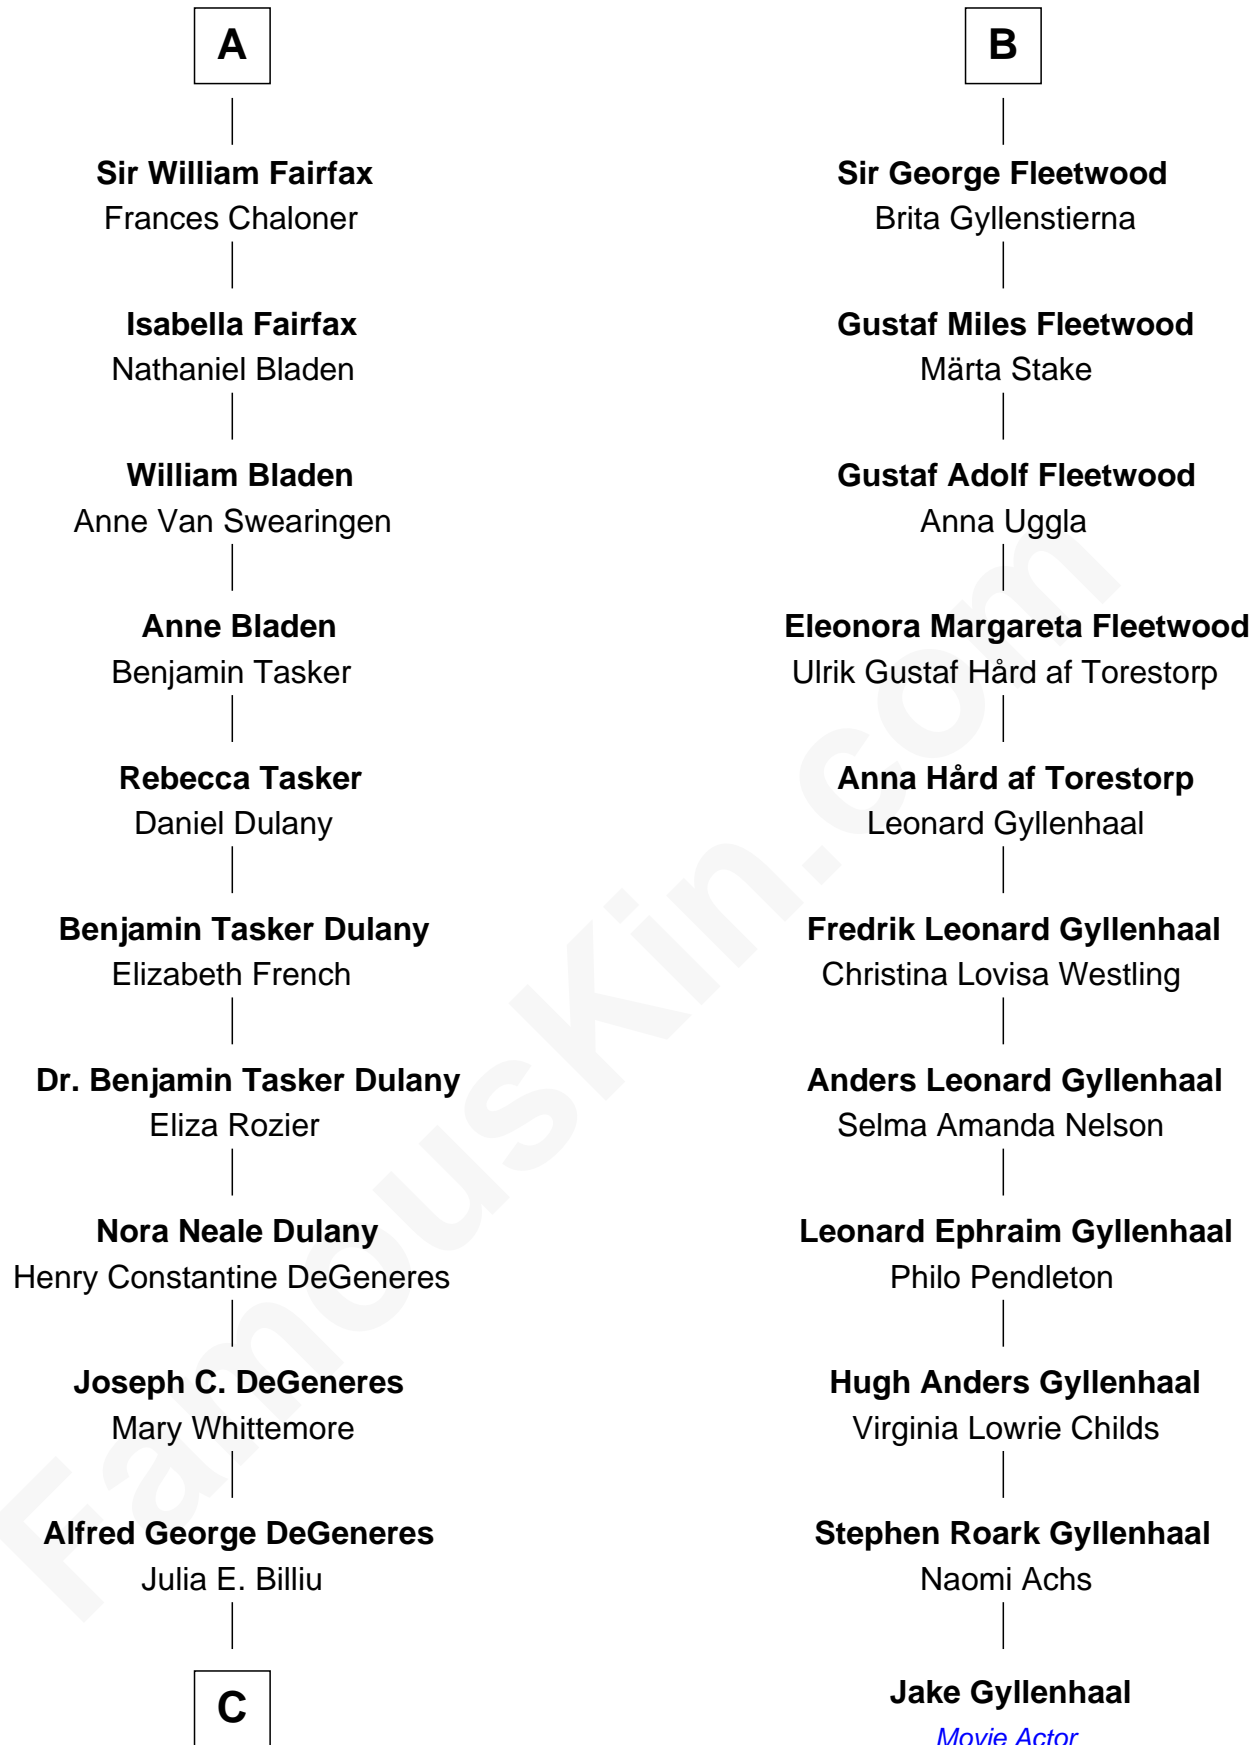 A
Sir William Fairfax
Frances Chaloner
Isabella Fairfax
Nathaniel Bladen
William Bladen
Anne Van Swearingen
Anne Bladen
Benjamin Tasker
Rebecca Tasker
Daniel Dulany
Benjamin Tasker Dulany
Elizabeth French
Dr. Benjamin Tasker Dulany
Eliza Rozier
Nora Neale Dulany
Henry Constantine DeGeneres
Joseph C. DeGeneres
Mary Whittemore
Alfred George DeGeneres
Julia E. Billiu
C
B
Sir George Fleetwood
Brita Gyllenstierna
Gustaf Miles Fleetwood
Märta Stake
Gustaf Adolf Fleetwood
Anna Uggla
Eleonora Margareta Fleetwood
Ulrik Gustaf Hård af Torestorp
Anna Hård af Torestorp
Leonard Gyllenhaal
Fredrik Leonard Gyllenhaal
Christina Lovisa Westling
Anders Leonard Gyllenhaal
Selma Amanda Nelson
Leonard Ephraim Gyllenhaal
Philo Pendleton
Hugh Anders Gyllenhaal
Virginia Lowrie Childs
Stephen Roark Gyllenhaal
Naomi Achs
Jake Gyllenhaal
Movie Actor
FamousKin.com